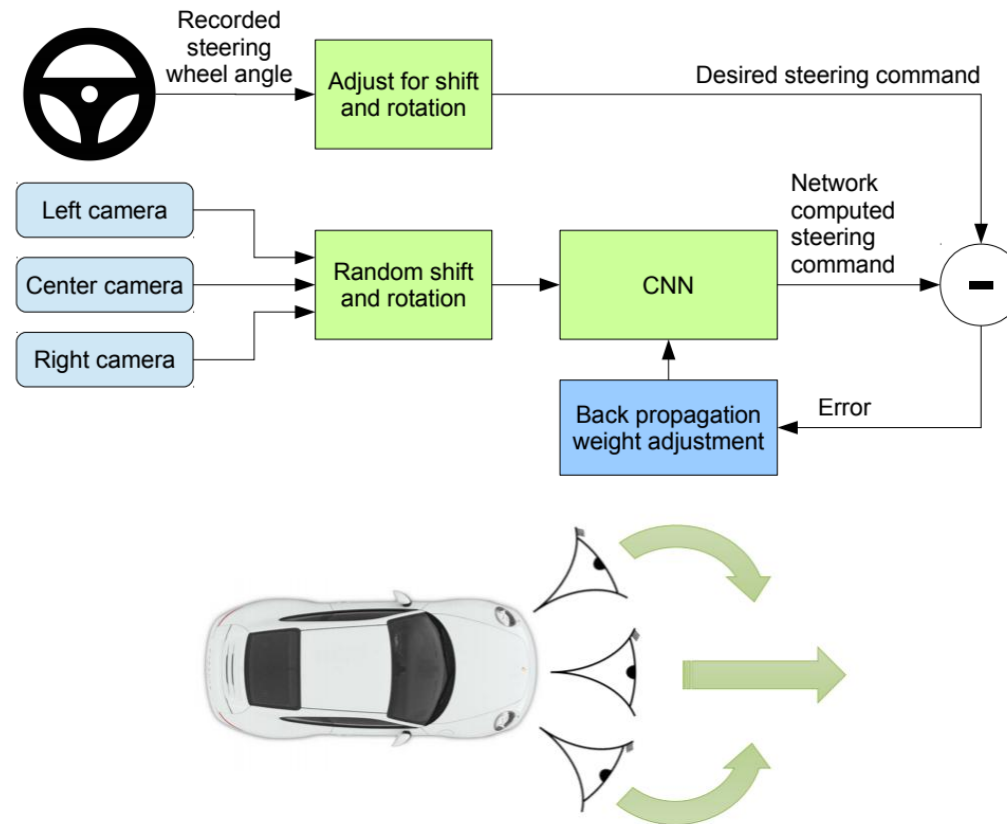 Recorded
steering
wheel angle
Adjust for shift
and rotation
Desired steering command
Left camera
Center camera
Right camera
Random shift
and rotation
CNN
Network
computed
steering
command
-
Back propagation
weight adjustment
Error